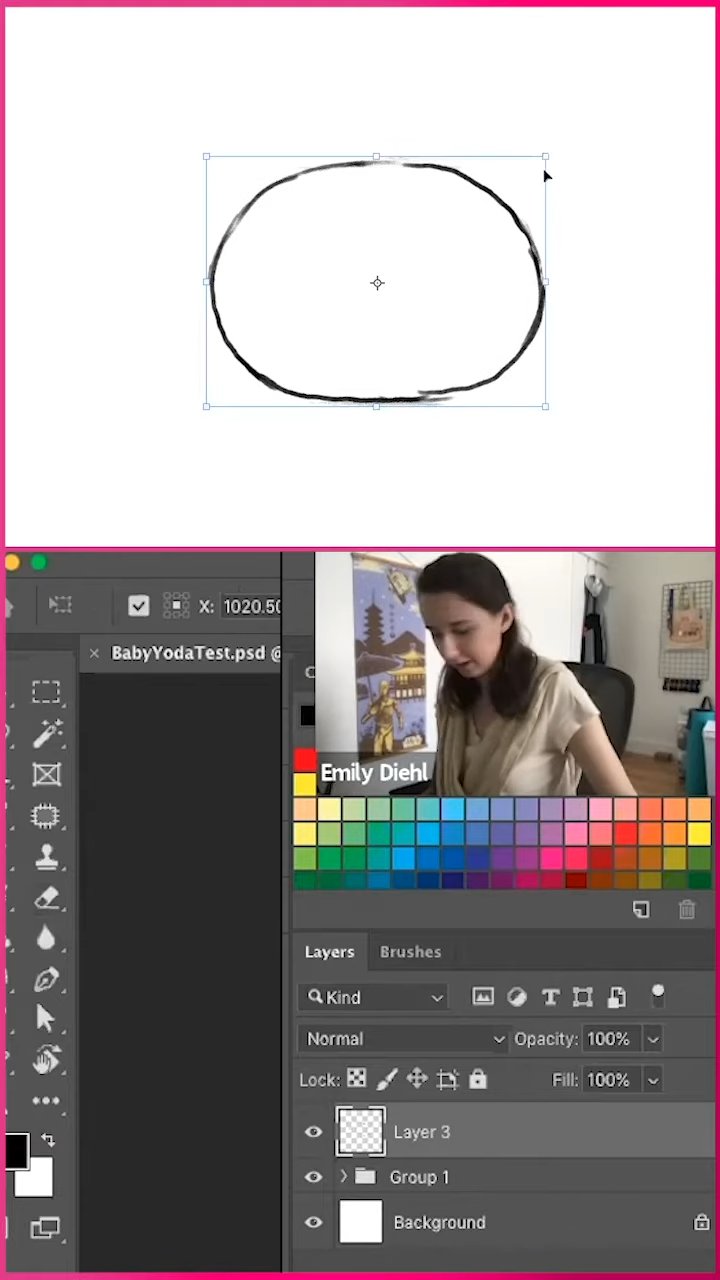 X: 1020.50
× BabyYodaTest.psd @
Emily Diehl
Layers Brushes
Kind
Normal Opacity: 100%
Lock: Fill: 100%
Layer 3
Group 1
Background